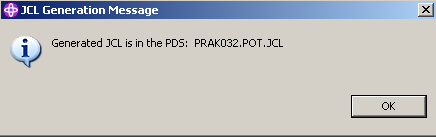 JCL Generation Message
Generated JCL is in the PDS: PRAK032.POT.JCL
OK